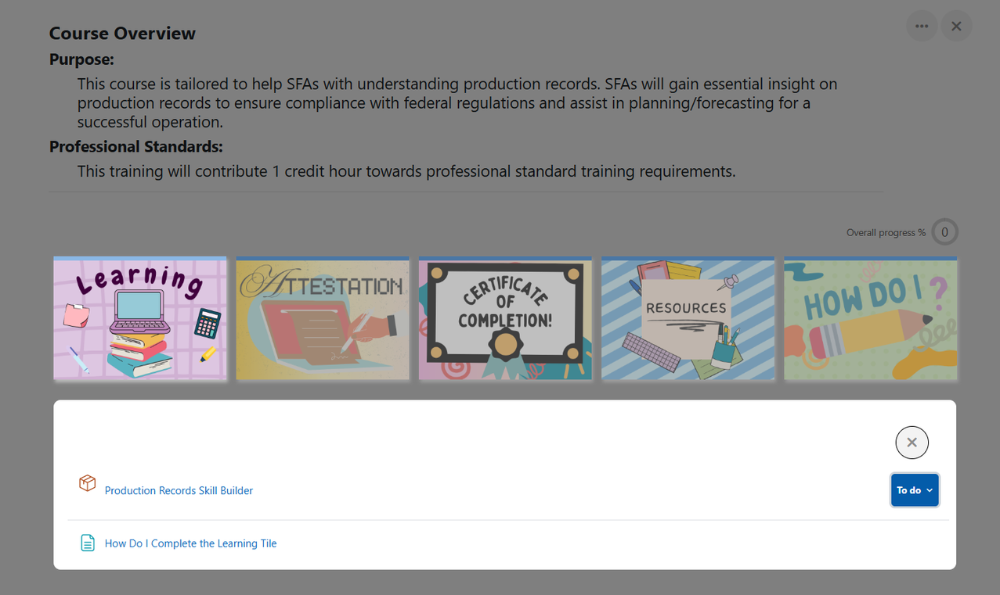 Course Overview
Purpose:
This course is tailored to help SFAs with understanding production records. SFAs will gain essential insight on
production records to ensure compliance with federal regulations and assist in planning/forecasting for a
successful operation.
Professional Standards:
This training will contribute 1 credit hour towards professional standard training requirements.
Overall progress % 0
Learning
ATTESTATION
CERTIFICATE
OF
COMPLETION!
RESOURCES
HOW DO I ?
Production Records Skill Builder
To do
How Do I Complete the Learning Tile